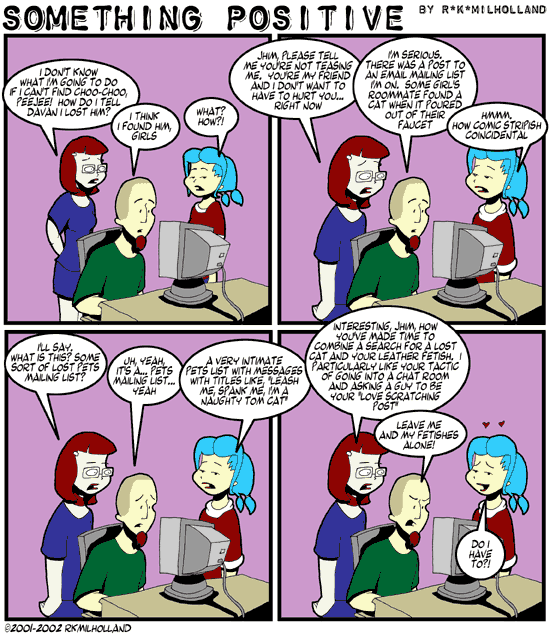 SOMETHING POSITIVE BY R*K*MILHOLLAND
I DON'T KNOW
WHAT I'M GOING TO DO
IF I CAN'T FIND CHOO-CHOO,
PEEJEE! HOW DO I TELL
DAVAN I LOST HIM?
I THINK
I FOUND HIM,
GIRLS
WHAT?
HOW?!
JHIM, PLEASE TELL
ME YOU'RE NOT TEASING
ME. YOU'RE MY FRIEND
AND I DON'T WANT TO
HAVE TO HURT YOU...
RIGHT NOW
I'M SERIOUS.
THERE WAS A POST TO
AN EMAIL MAILING LIST
I'M ON. SOME GIRL'S
ROOMMATE FOUND A
CAT WHEN IT POURED
OUT OF THEIR
FAUCET
HMMM.
HOW COMIC STRIPISH
COINCIDENTAL
I'LL SAY.
WHAT IS THIS? SOME
SORT OF LOST PETS
MAILING LIST?
UH, YEAH,
IT'S A... PETS
MAILING LIST...
YEAH
A VERY INTIMATE
PETS LIST WITH MESSAGES
WITH TITLES LIKE, "LEASH
ME, SPANK ME, I'M A
NAUGHTY TOM CAT"
INTERESTING, JHIM, HOW
YOU'VE MADE TIME TO
COMBINE A SEARCH FOR A LOST
CAT AND YOUR LEATHER FETISH. I
PARTICULARLY LIKE YOUR TACTIC
OF GOING INTO A CHAT ROOM
AND ASKING A GUY TO BE
YOUR "LOVE SCRATCHING
POST"
LEAVE ME
AND MY FETISHES
ALONE!
DO I
HAVE
TO?!
©2001-2002 RKMILHOLLAND